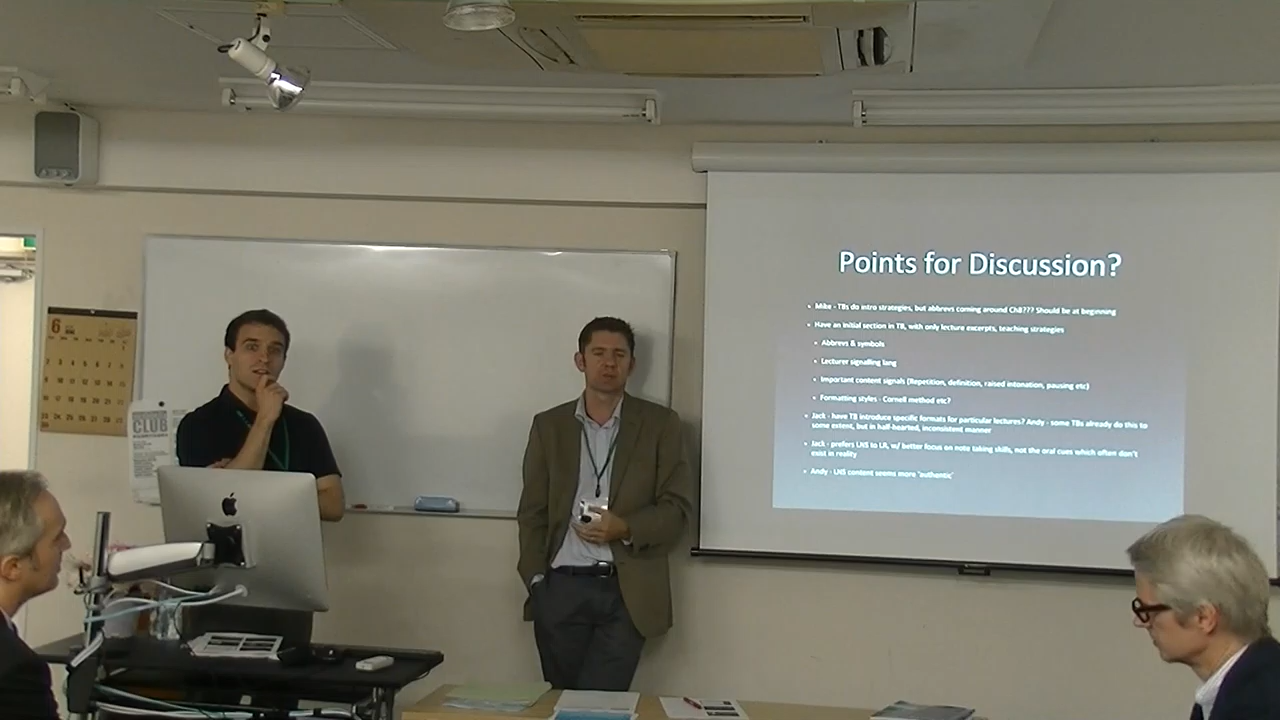 Points for Discussion?
Mike - TBs do intro strategies, but abbrevs coming around Ch8??? Should be at beginning
Have an initial section in TB, with only lecture excerpts, teaching strategies
Abbrevs & symbols
Lecturer signalling lang
Important content signals (Repetition, definition, raised intonation, pausing etc)
Formatting styles - Cornell method etc?
Jack - have TB introduce specific formats for particular lectures? Andy - some TBs already do this to
some extent, but in half-hearted, inconsistent manner
Jack - prefers LNS to LR, w/ better focus on note taking skills, not the oral cues which often don't
exist in reality
Andy - LNS content seems more 'authentic'
6
CLUB